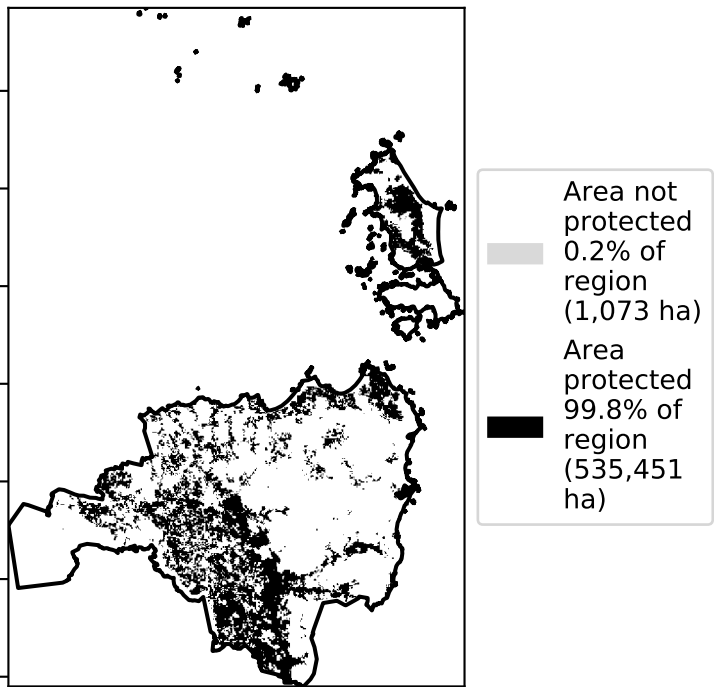 Area not
protected
0.2% of
region
(1,073 ha)
Area
protected
99.8% of
region
(535,451
ha)